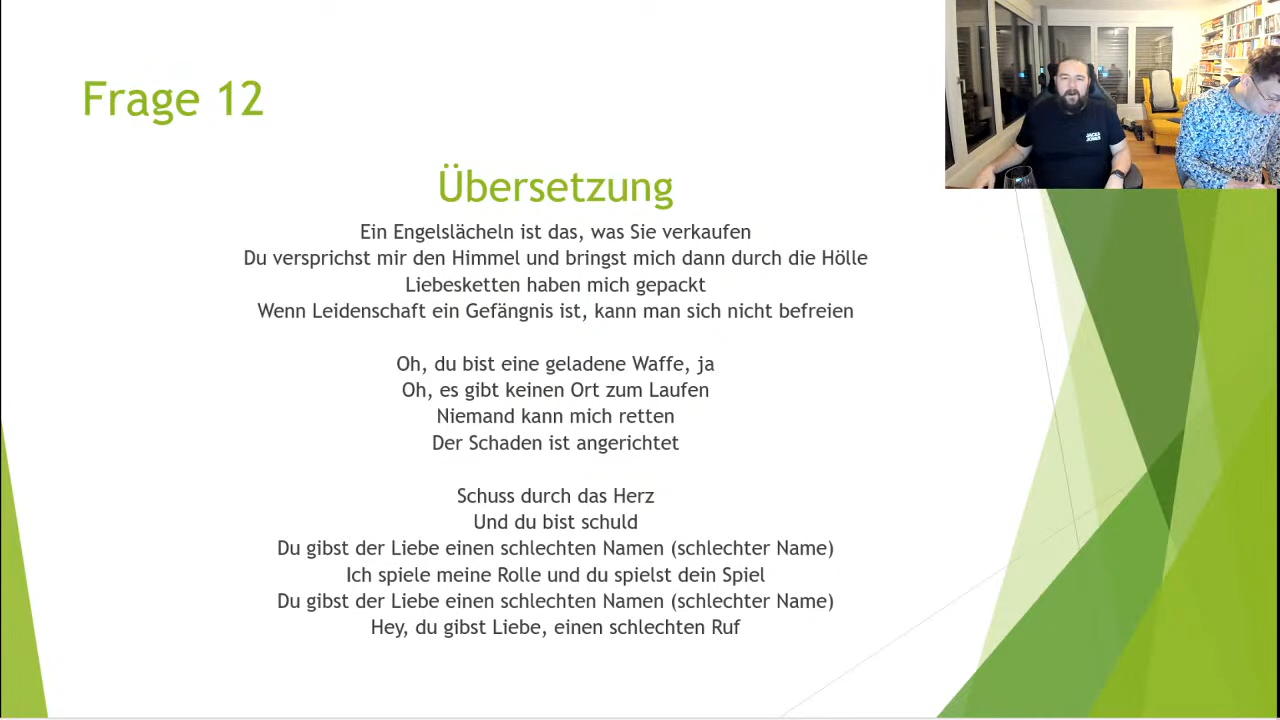 Frage 12
Übersetzung
Ein Engelslächeln ist das, was Sie verkaufen
Du versprichst mir den Himmel und bringst mich dann durch die Hölle
Liebesketten haben mich gepackt
Wenn Leidenschaft ein Gefängnis ist, kann man sich nicht befreien
Oh, du bist eine geladene Waffe, ja
Oh, es gibt keinen Ort zum Laufen
Niemand kann mich retten
Der Schaden ist angerichtet
Schuss durch das Herz
Und du bist schuld
Du gibst der Liebe einen schlechten Namen (schlechter Name)
Ich spiele meine Rolle und du spielst dein Spiel
Du gibst der Liebe einen schlechten Namen (schlechter Name)
Hey, du gibst Liebe, einen schlechten Ruf
JACK&
JONES